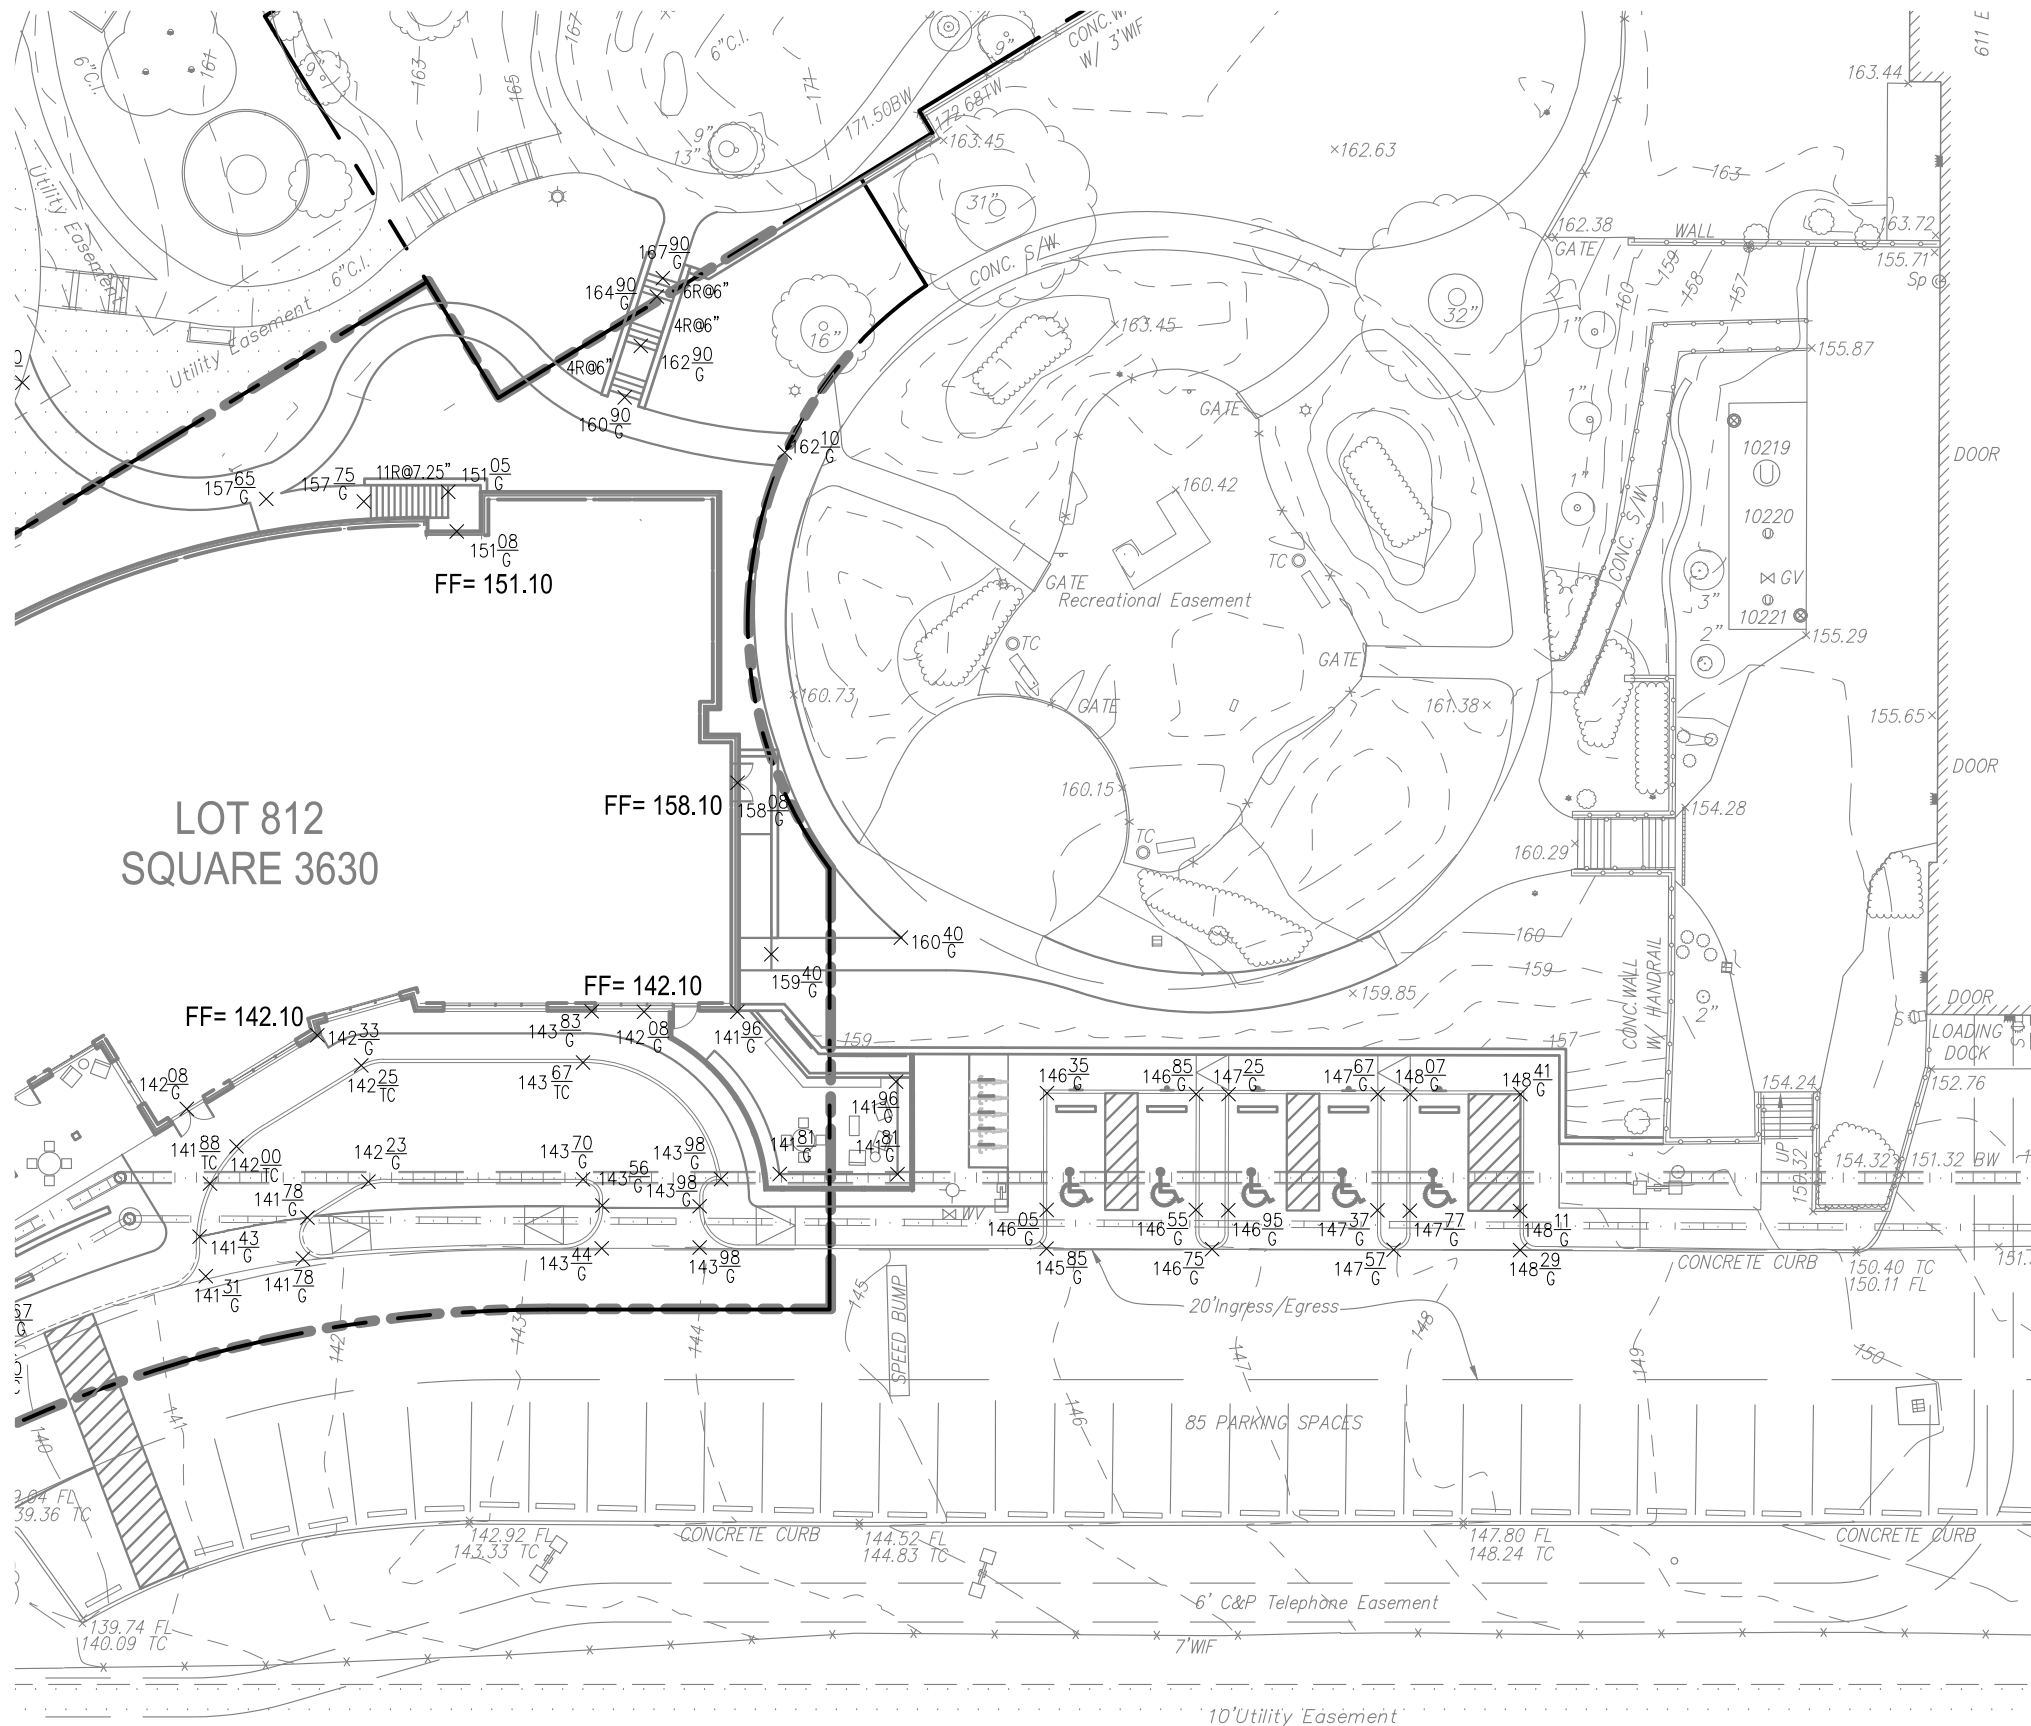 6"C.I.
161
9"
163
165
167
6"C.I.
171
9"
CONC.W/
W/ 3'WIF
611 E
163.44
171.50BW
172.68TW
9"
13"
163.45
162.63
163
Utility Easement
31"
CONC. S/W
162.38
GATE
WALL
163.72
155.71
Sp
159
158
157
160
167 90 G
164 90 G
6R@6"
4R@6"
4R@6"
162 90 G
160 90 G
6"C.I.
Utility Easement
16"
163.45
32"
1"
155.87
1"
GATE
162 10 G
157 65 G
157 75 G
11R@7.25"
151 05 G
151 08 G
FF= 151.10
160.42
1"
CONC. S/W
10219
10220
GV
10221
DOOR
TC
GATE
Recreational Easement
3"
2"
155.29
TC
GATE
160.73
GATE
161.38
155.65
DOOR
160.15
FF= 158.10
158 08 G
LOT 812
SQUARE 3630
TC
160.29
154.28
160 40 G
159 40 G
160
159
159.85
CONC.WALL
W/ HANDRAIL
2"
DOOR
S
LOADING
DOCK
FF= 142.10
FF= 142.10
142 33 G
143 83 G
142 08 G
141 96 G
159
157
142 08 G
142 25 TC
143 67 TC
146 35 G
146 85 G
147 25 G
147 67 G
148 07 G
148 41 G
154.24
152.76
141 96 G
141 88 TC
142 00 TC
142 23 G
143 70 G
143 56 G
143 98 G
143 98 G
141 81 G
141 81 G
UP
150.32
154.32
151.32 BW
141 78 G
WV
146 05 G
146 55 G
146 95 G
147 37 G
147 77 G
148 11 G
141 43 G
141 31 G
141 78 G
143 44 G
143 98 G
145 85 G
146 75 G
147 57 G
148 29 G
CONCRETE CURB
150.40 TC
150.11 FL
20'Ingress/Egress
SPEED BUMP
145
142
143
144
147
148
149
150
140
141
146
85 PARKING SPACES
39.36 TC
142.92 FL
143.33 TC
CONCRETE CURB
144.52 FL
144.83 TC
147.80 FL
148.24 TC
CONCRETE CURB
139.74 FL
140.09 TC
6' C&P Telephone Easement
7'WIF
10'Utility Easement